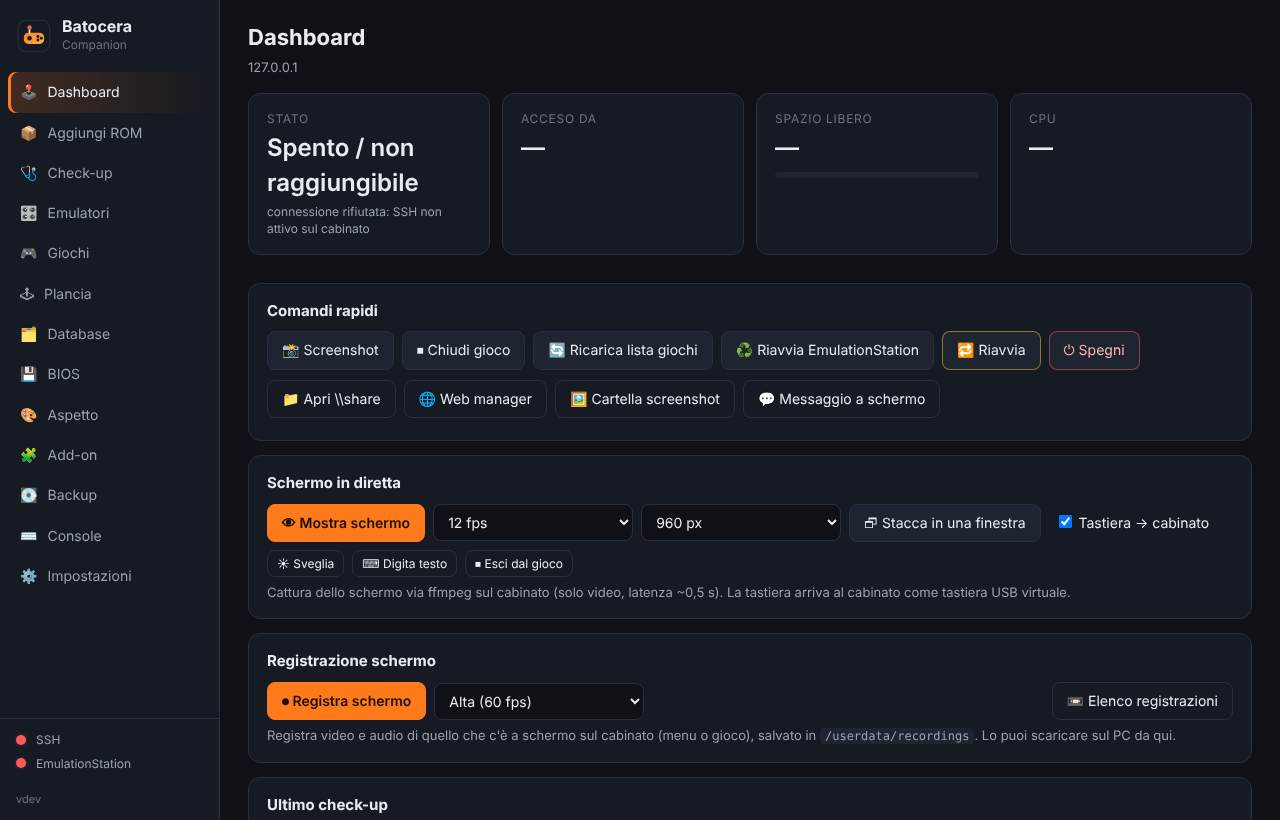 Batocera
Companion
Dashboard
Aggiungi ROM
Check-up
Emulatori
Giochi
Plancia
Database
BIOS
Aspetto
Add-on
Backup
Console
Impostazioni
SSH
EmulationStation
vdev
Dashboard
127.0.0.1
STATO
Spento / non
raggiungibile
connessione rifiutata: SSH non
attivo sul cabinato
ACCESO DA
—
SPAZIO LIBERO
—
CPU
—
Comandi rapidi
Screenshot
Chiudi gioco
Ricarica lista giochi
Riavvia EmulationStation
Riavvia
Spegni
Apri \\share
Web manager
Cartella screenshot
Messaggio a schermo
Schermo in diretta
Mostra schermo
12 fps
960 px
Stacca in una finestra
Tastiera → cabinato
Sveglia
Digita testo
Esci dal gioco
Cattura dello schermo via ffmpeg sul cabinato (solo video, latenza ~0,5 s). La tastiera arriva al cabinato come tastiera USB virtuale.
Registrazione schermo
Registra schermo
Alta (60 fps)
Elenco registrazioni
Registra video e audio di quello che c'è a schermo sul cabinato (menu o gioco), salvato in /userdata/recordings. Lo puoi scaricare sul PC da qui.
Ultimo check-up